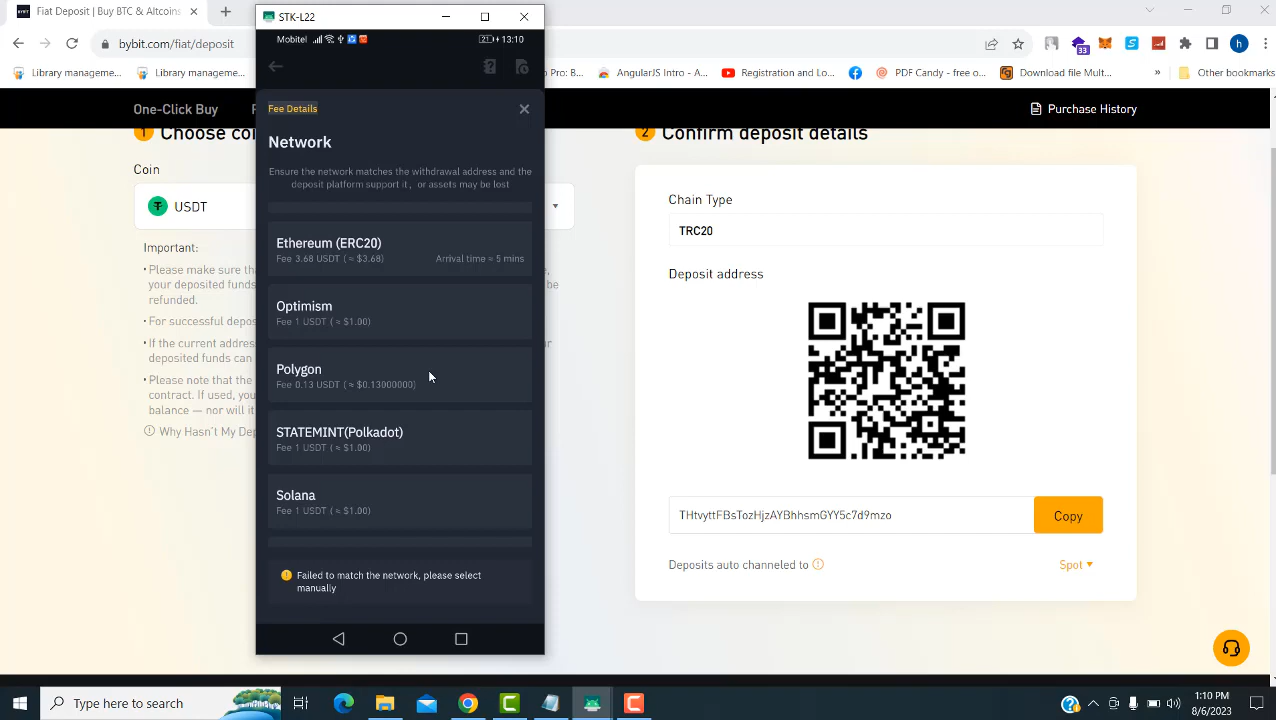 Fiat Deposit | Buy BTC & Altcoins
STK-L22
bybit.com/fiat/deposit
33
h
Library management...
Library management...
Pro B:...
AngularJS Intro - A...
Registration and Lo...
PDF Candy - free o...
Download file Mult...
»
Other bookmarks
One-Click Buy
Purchase History
1
2 Confirm deposit details
Coin
USDT
Important:
Please make sure
your deposited funds
refunded.
be
For successful
If the current address
deposited funds can
Please note that the
contract. If used, you
balance — nor will it
Why Hasn't My Dep
Mobitel
21
13:10
Fee Details
Network
Ensure the network matches the withdrawal address and the
deposit platform support it, or assets may be lost
Ethereum (ERC20)
Fee 3.68 USDT ( ≈ $3.68)
Arrival time ≈ 5 mins
Optimism
Fee 1 USDT ( ≈ $1.00)
Polygon
Fee 0.13 USDT ( ≈ $0.13000000)
STATEMINT(Polkadot)
Fee 1 USDT ( ≈ $1.00)
Solana
Fee 1 USDT ( ≈ $1.00)
Failed to match the network, please select
manually
Chain Type
TRC20
Deposit address
THtvyttFBsTozHjzAYBhhsmGYY5c7d9mzo
Copy
Deposits auto channeled to
Spot
Type here to search
1:10 PM
8/6/2023